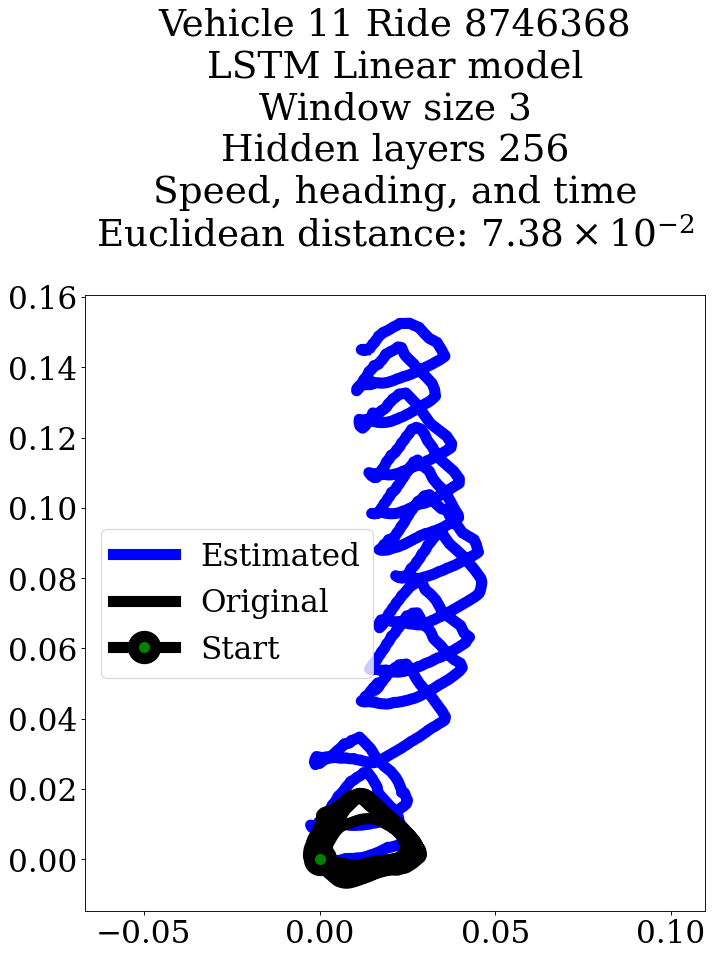 Vehicle 11 Ride 8746368
LSTM Linear model
Window size 3
Hidden layers 256
Speed, heading, and time
Euclidean distance: 7.38 × 10⁻²
0.16
0.14
0.12
0.10
0.08
0.06
0.04
0.02
0.00
Estimated
Original
Start
−0.05 0.00 0.05 0.10